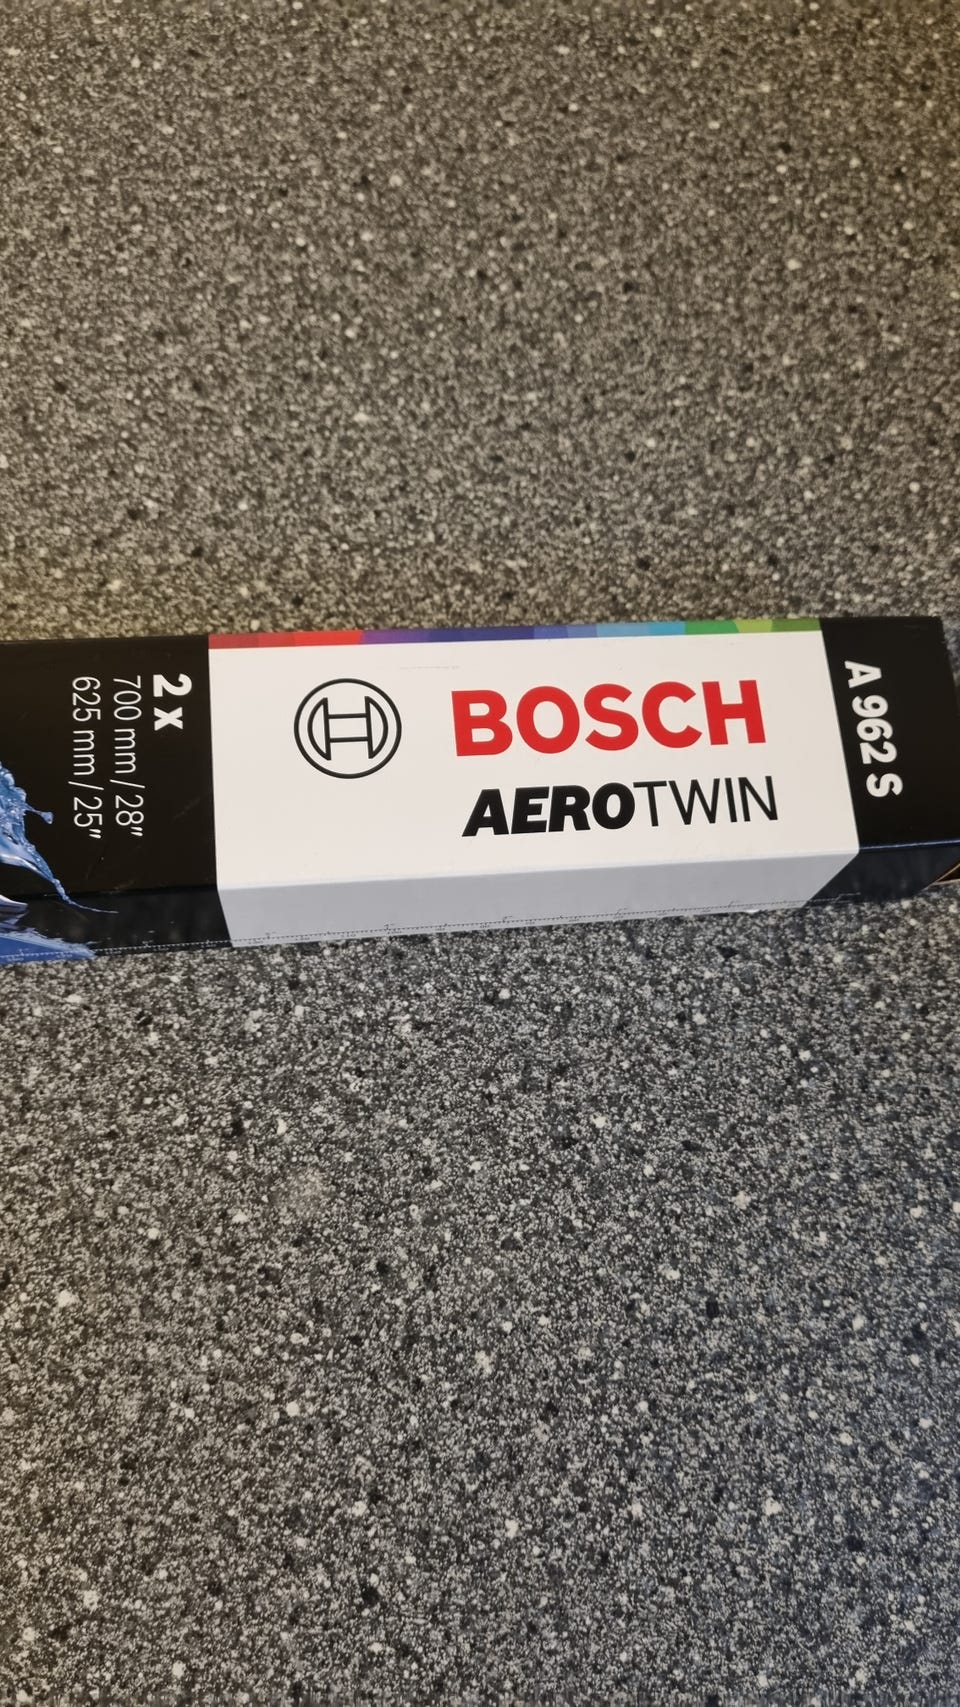 2 x
700 mm / 28"
625 mm / 25"
BOSCH
AEROTWIN
A 962 S